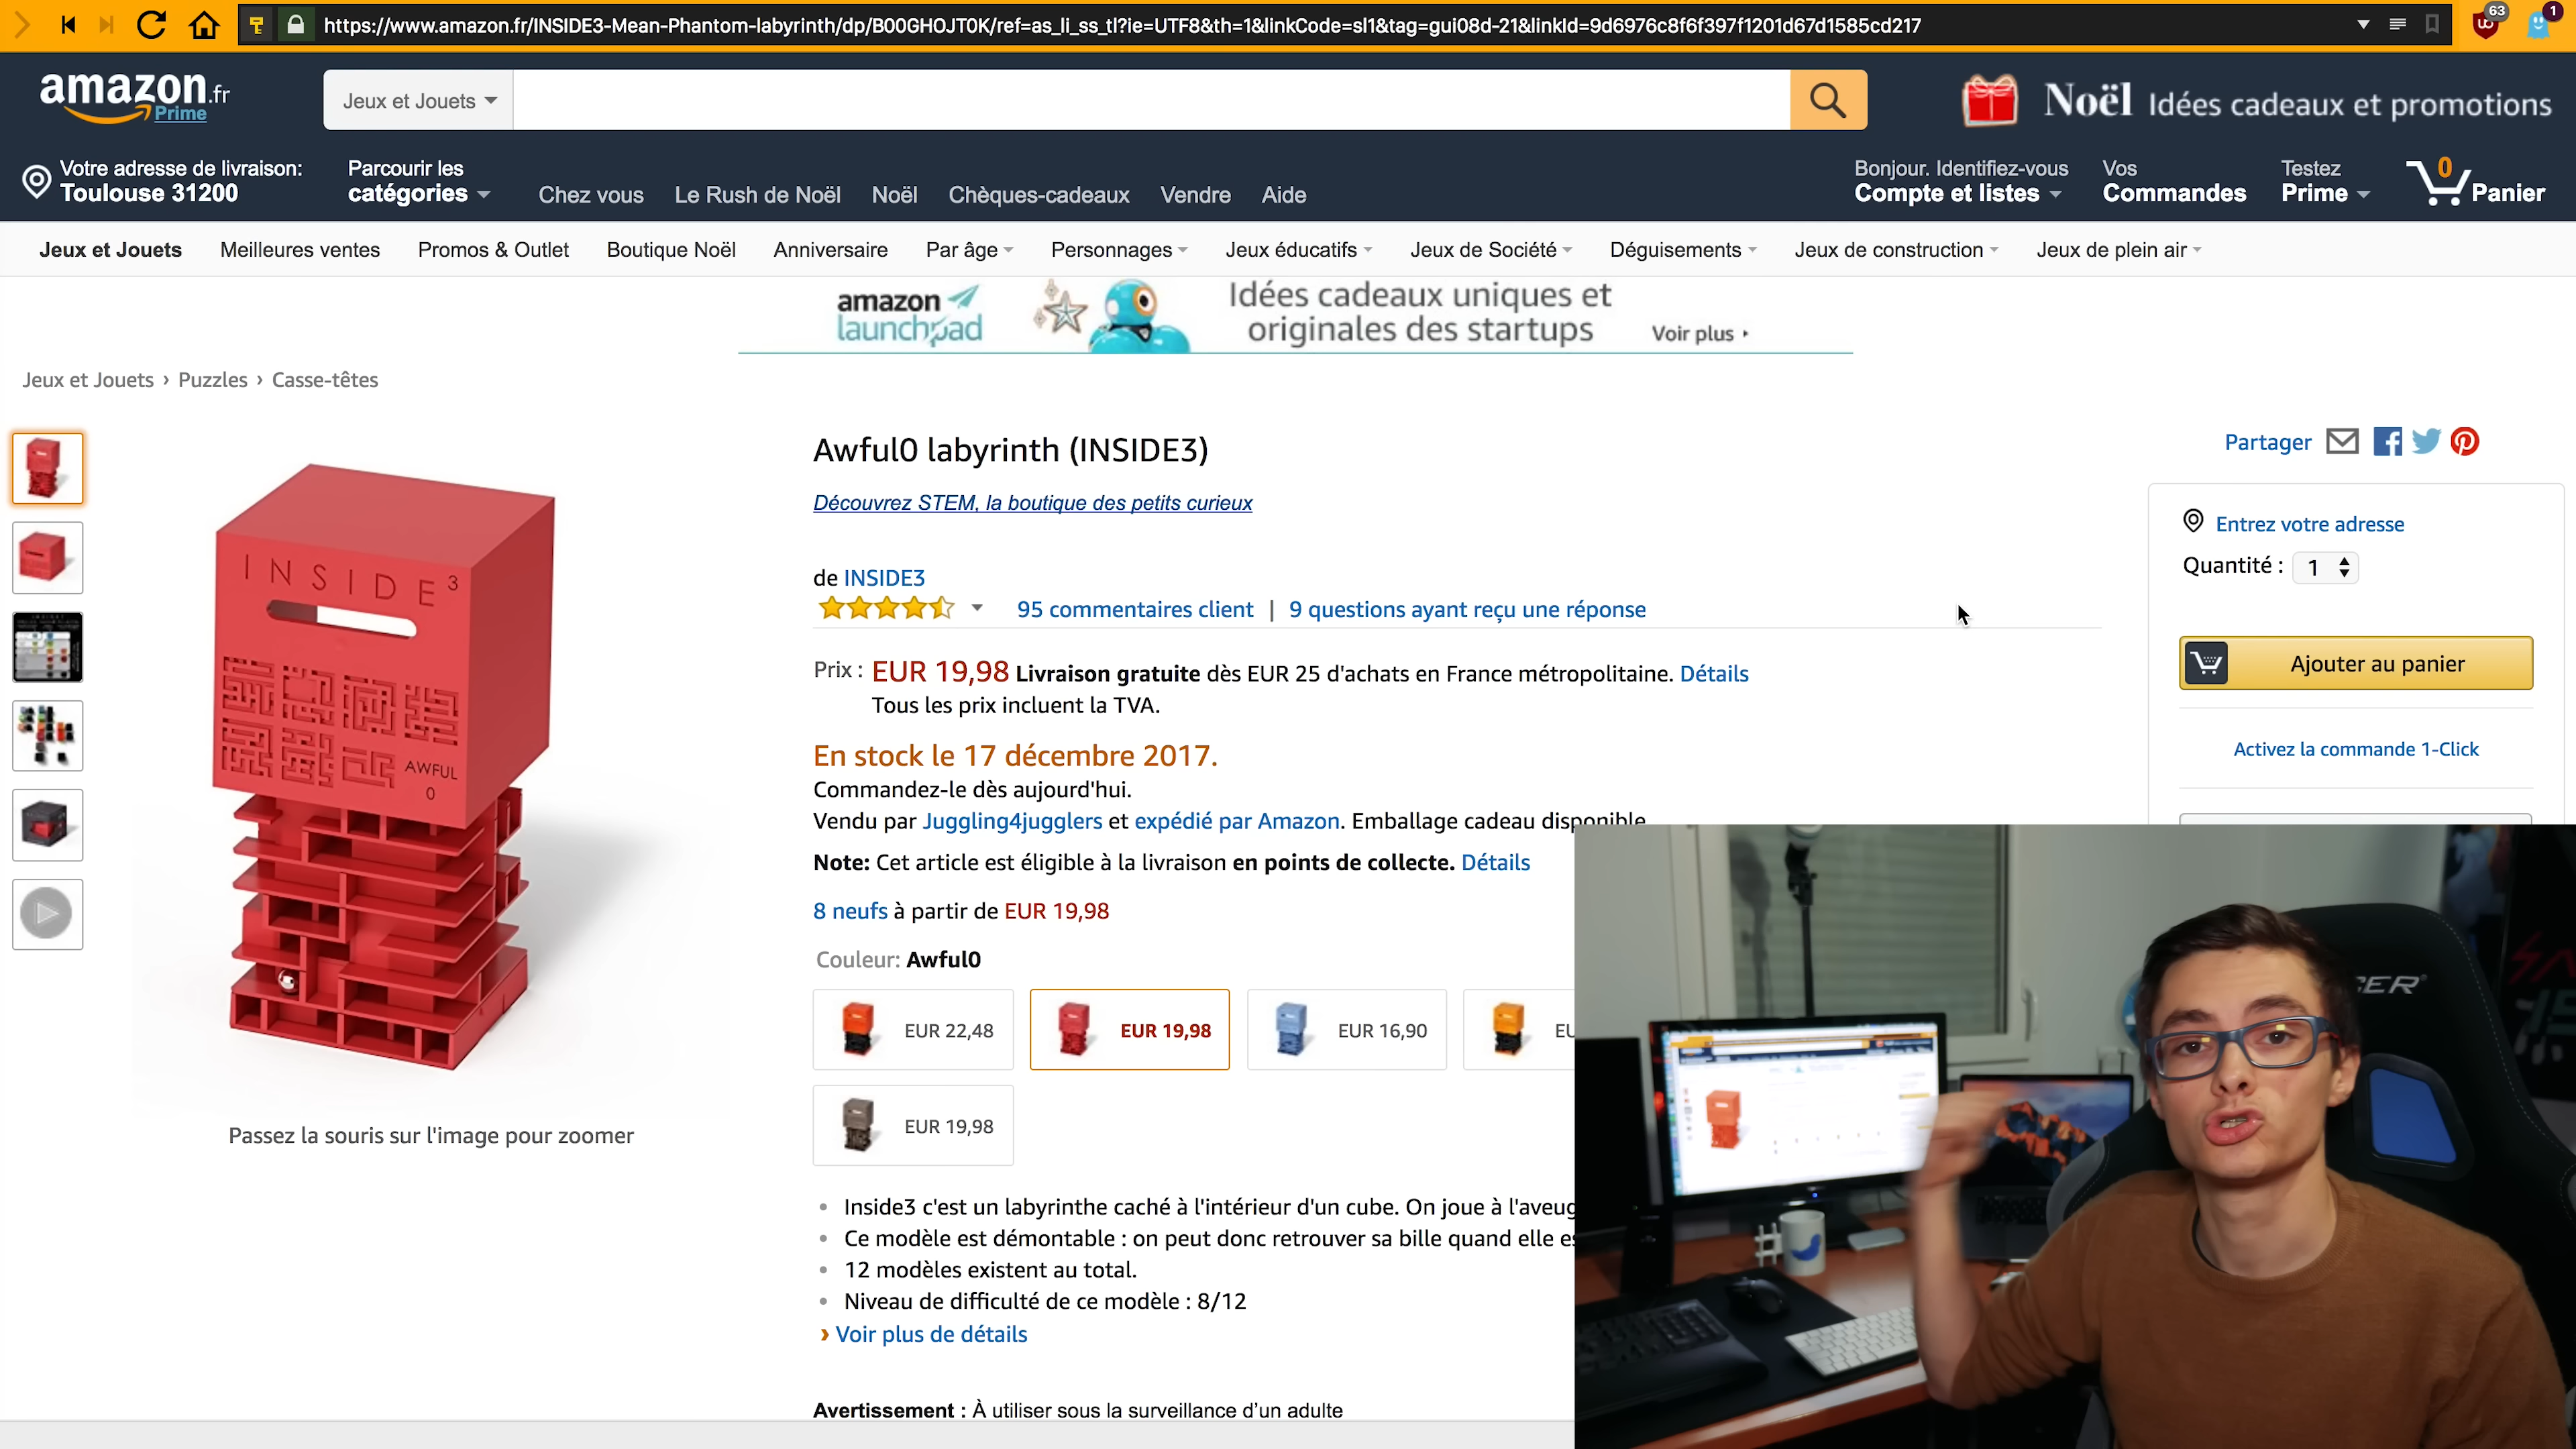 https://www.amazon.fr/INSIDE3-Mean-Phantom-labyrinth/dp/B00GHOJT0K/ref=as_li_ss_tl?ie=UTF8&th=1&linkCode=sl1&tag=gui08d-21&linkId=9d6976c8f6f397f1201d67d1585cd217
63
1
amazon.fr
Prime
Jeux et Jouets
Noël Idées cadeaux et promotions
Votre adresse de livraison:
Toulouse 31200
Parcourir les
catégories
Chez vous
Le Rush de Noël
Noël
Chèques-cadeaux
Vendre
Aide
Bonjour. Identifiez-vous
Compte et listes
Vos
Commandes
Testez
Prime
0
Panier
Jeux et Jouets
Meilleures ventes
Promos & Outlet
Boutique Noël
Anniversaire
Par âge
Personnages
Jeux éducatifs
Jeux de Société
Déguisements
Jeux de construction
Jeux de plein air
amazon
launchpad
Idées cadeaux uniques et
originales des startups
Voir plus
Jeux et Jouets › Puzzles › Casse-têtes
INSIDE3
AWFUL
0
Passez la souris sur l'image pour zoomer
Awful0 labyrinth (INSIDE3)
Découvrez STEM, la boutique des petits curieux
de INSIDE3
95 commentaires client | 9 questions ayant reçu une réponse
Prix : EUR 19,98 Livraison gratuite dès EUR 25 d'achats en France métropolitaine. Détails
Tous les prix incluent la TVA.
En stock le 17 décembre 2017.
Commandez-le dès aujourd'hui.
Vendu par Juggling4jugglers et expédié par Amazon. Emballage cadeau disponible
Note: Cet article est éligible à la livraison en points de collecte. Détails
8 neufs à partir de EUR 19,98
Couleur: Awful0
EUR 22,48
EUR 19,98
EUR 16,90
EUR 19,98
Inside3 c'est un labyrinthe caché à l'intérieur d'un cube. On joue à l'aveug
Ce modèle est démontable : on peut donc retrouver sa bille quand elle es
12 modèles existent au total.
Niveau de difficulté de ce modèle : 8/12
› Voir plus de détails
Avertissement : À utiliser sous la surveillance d'un adulte
Partager
Entrez votre adresse
Quantité : 1
Ajouter au panier
Activez la commande 1-Click